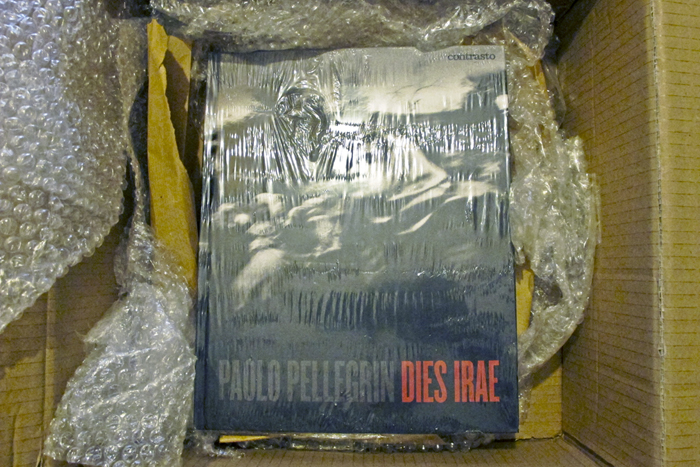 contrasto
PAOLO PELLEGRIN DIES IRAE